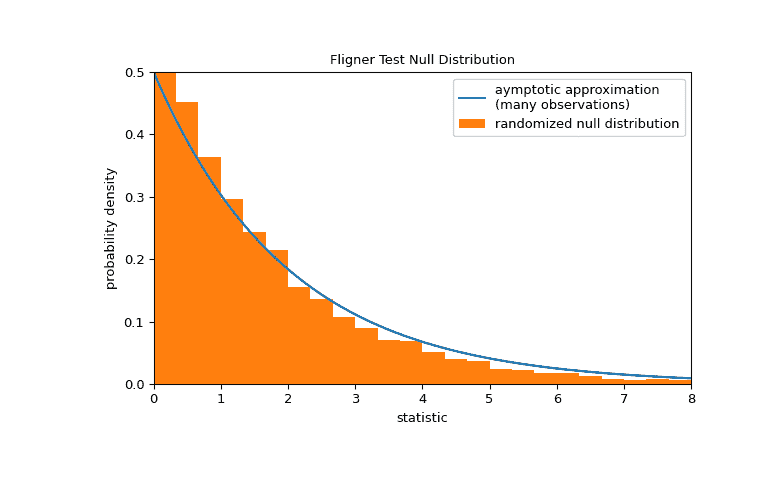 Fligner Test Null Distribution
aymptotic approximation
(many observations)
randomized null distribution
probability density
0.5
0.4
0.3
0.2
0.1
0.0
0 1 2 3 4 5 6 7 8
statistic